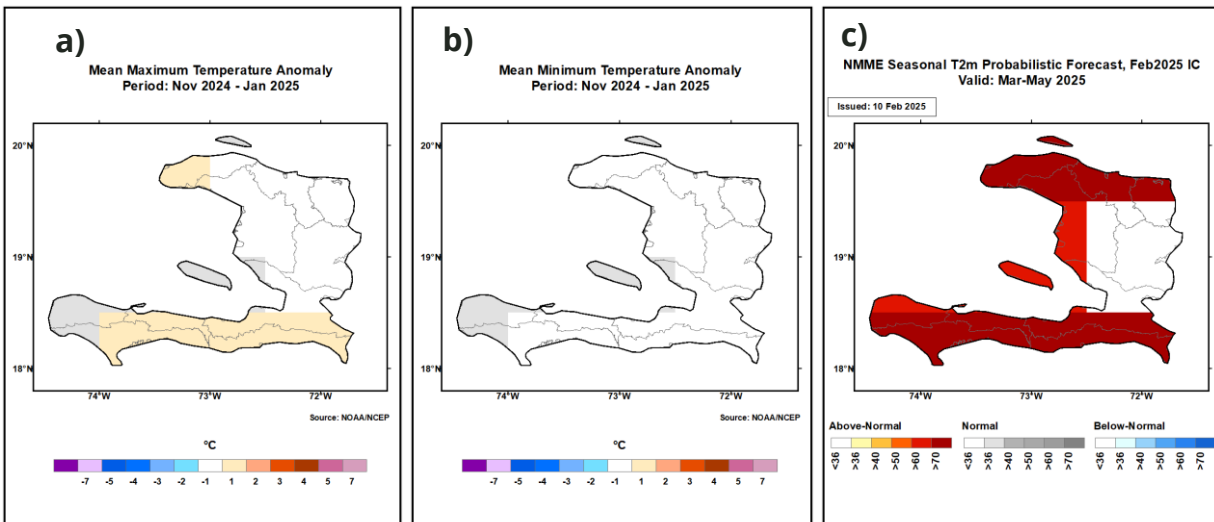 a)
Mean Maximum Temperature Anomaly
Period: Nov 2024 - Jan 2025
20°N
19°N
18°N
74°W 73°W 72°W
Source: NOAA/NCEP
°C
-7 -5 -4 -3 -2 -1 1 2 3 4 5 7
b)
Mean Minimum Temperature Anomaly
Period: Nov 2024 - Jan 2025
20°N
19°N
18°N
74°W 73°W 72°W
Source: NOAA/NCEP
°C
-7 -5 -4 -3 -2 -1 1 2 3 4 5 7
c)
NMME Seasonal T2m Probabilistic Forecast, Feb2025 IC
Valid: Mar-May 2025
Issued: 10 Feb 2025
20°N
19°N
18°N
74°W 73°W 72°W
Above-Normal Normal Below-Normal
<36 >36 >40 >50 >60 >70 <36 >36 >40 >50 >60 >70 <36 >36 >40 >50 >60 >70